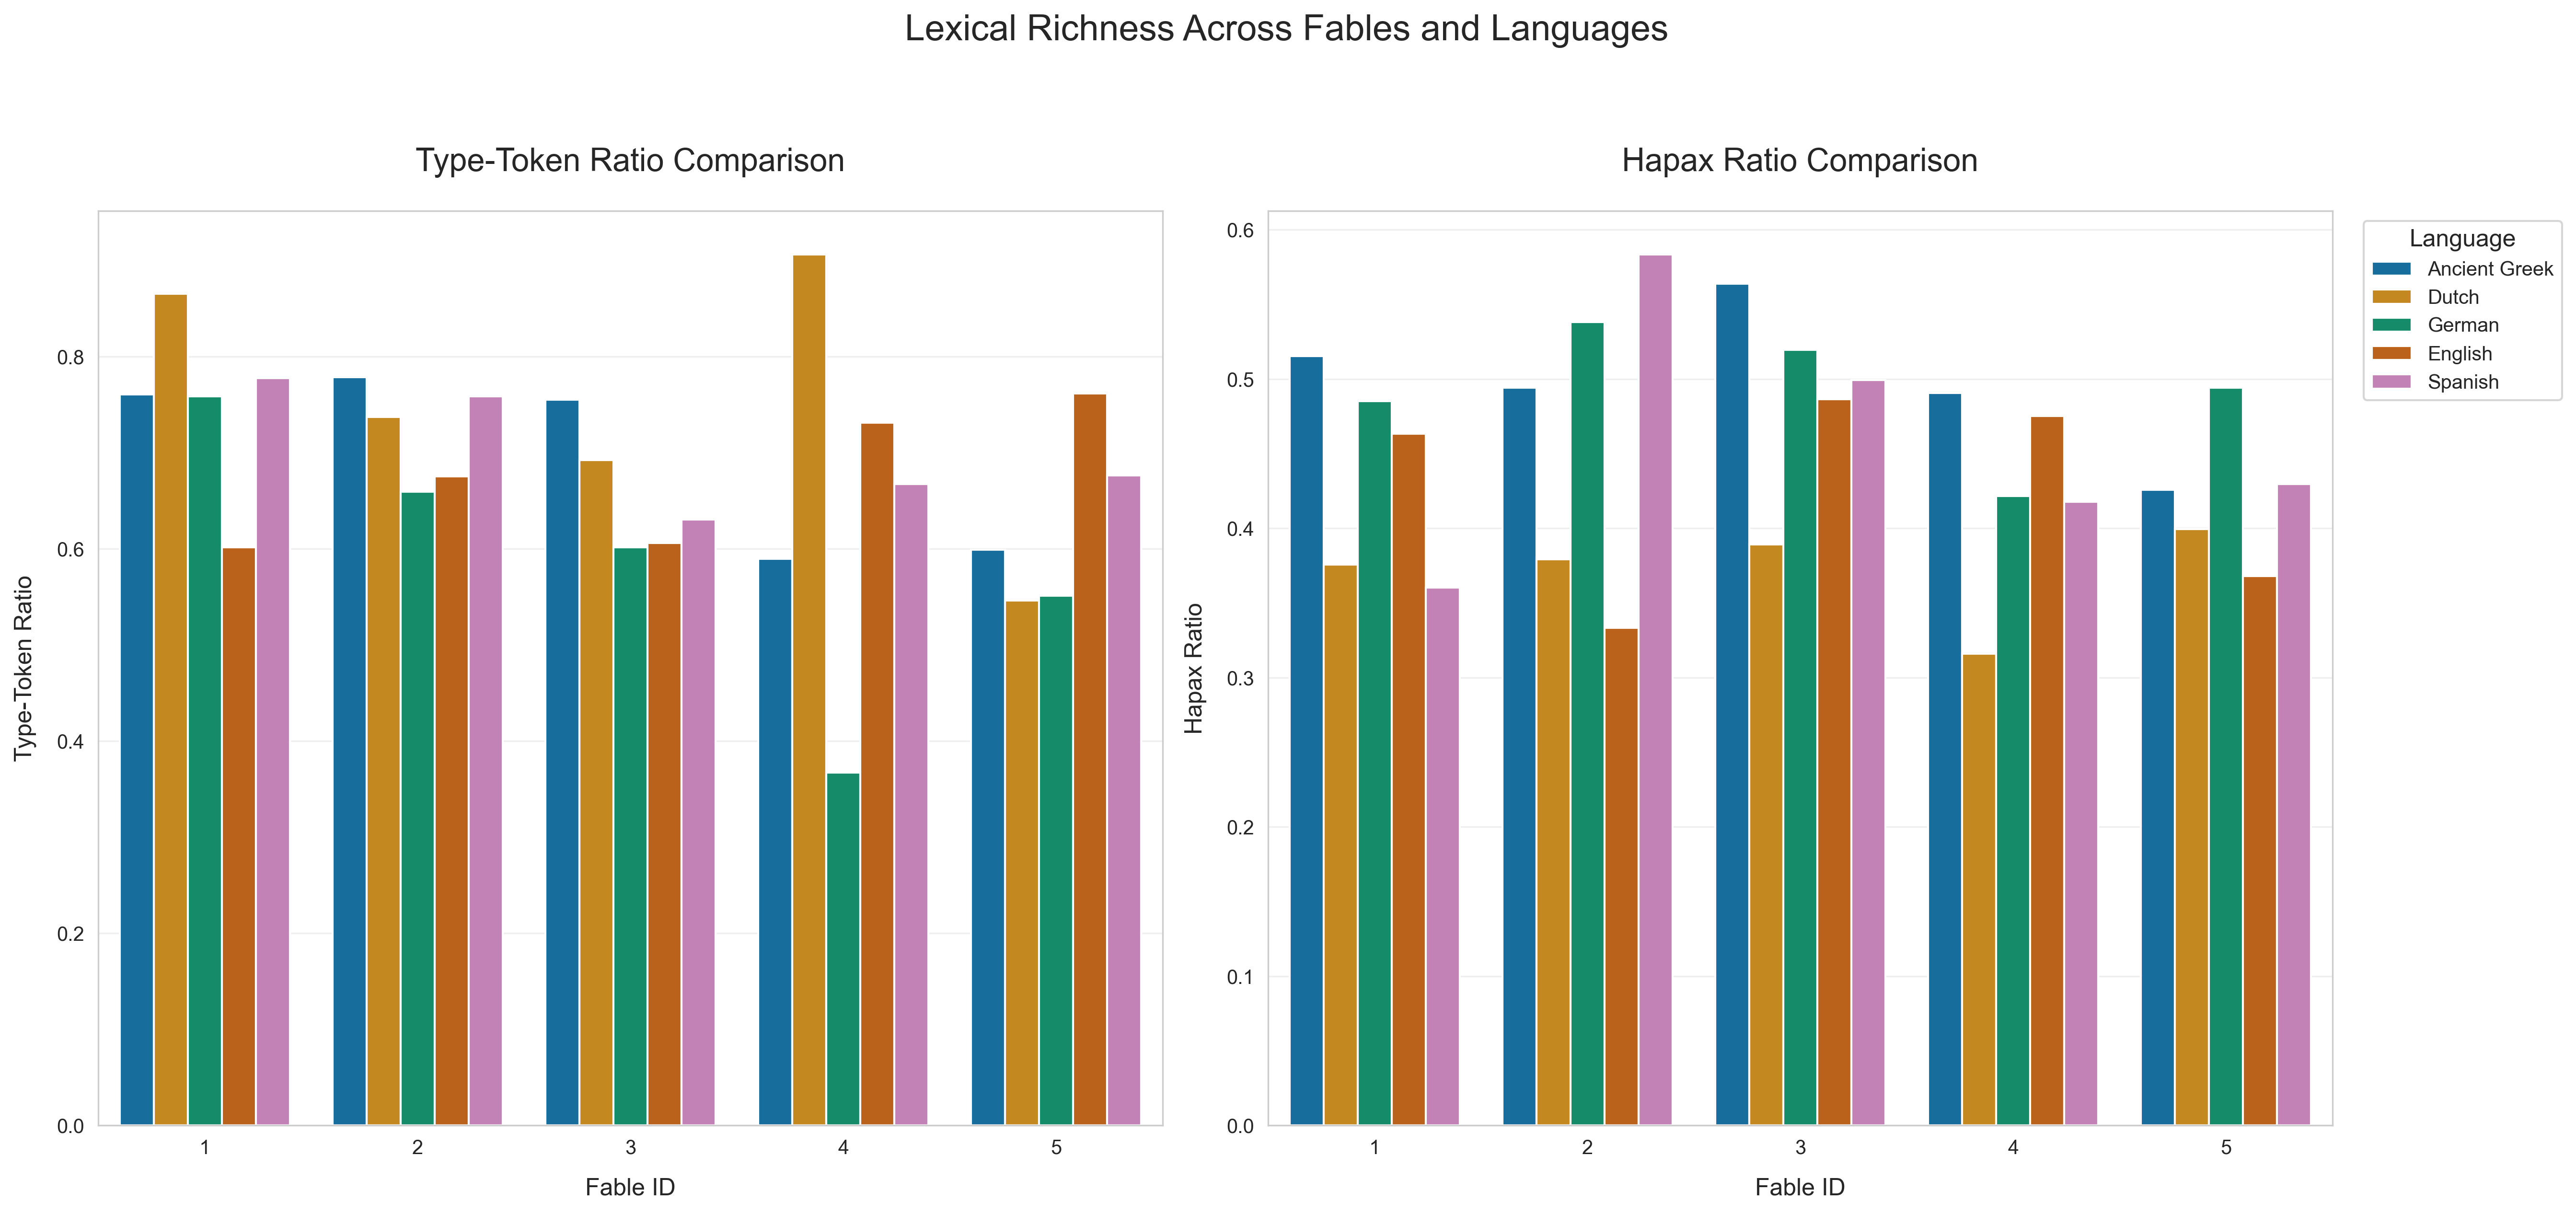 Lexical Richness Across Fables and Languages
Type-Token Ratio Comparison
Type-Token Ratio
0.8
0.6
0.4
0.2
0.0
1 2 3 4 5
Fable ID
Hapax Ratio Comparison
Hapax Ratio
0.6
0.5
0.4
0.3
0.2
0.1
0.0
1 2 3 4 5
Fable ID
Language
Ancient Greek
Dutch
German
English
Spanish